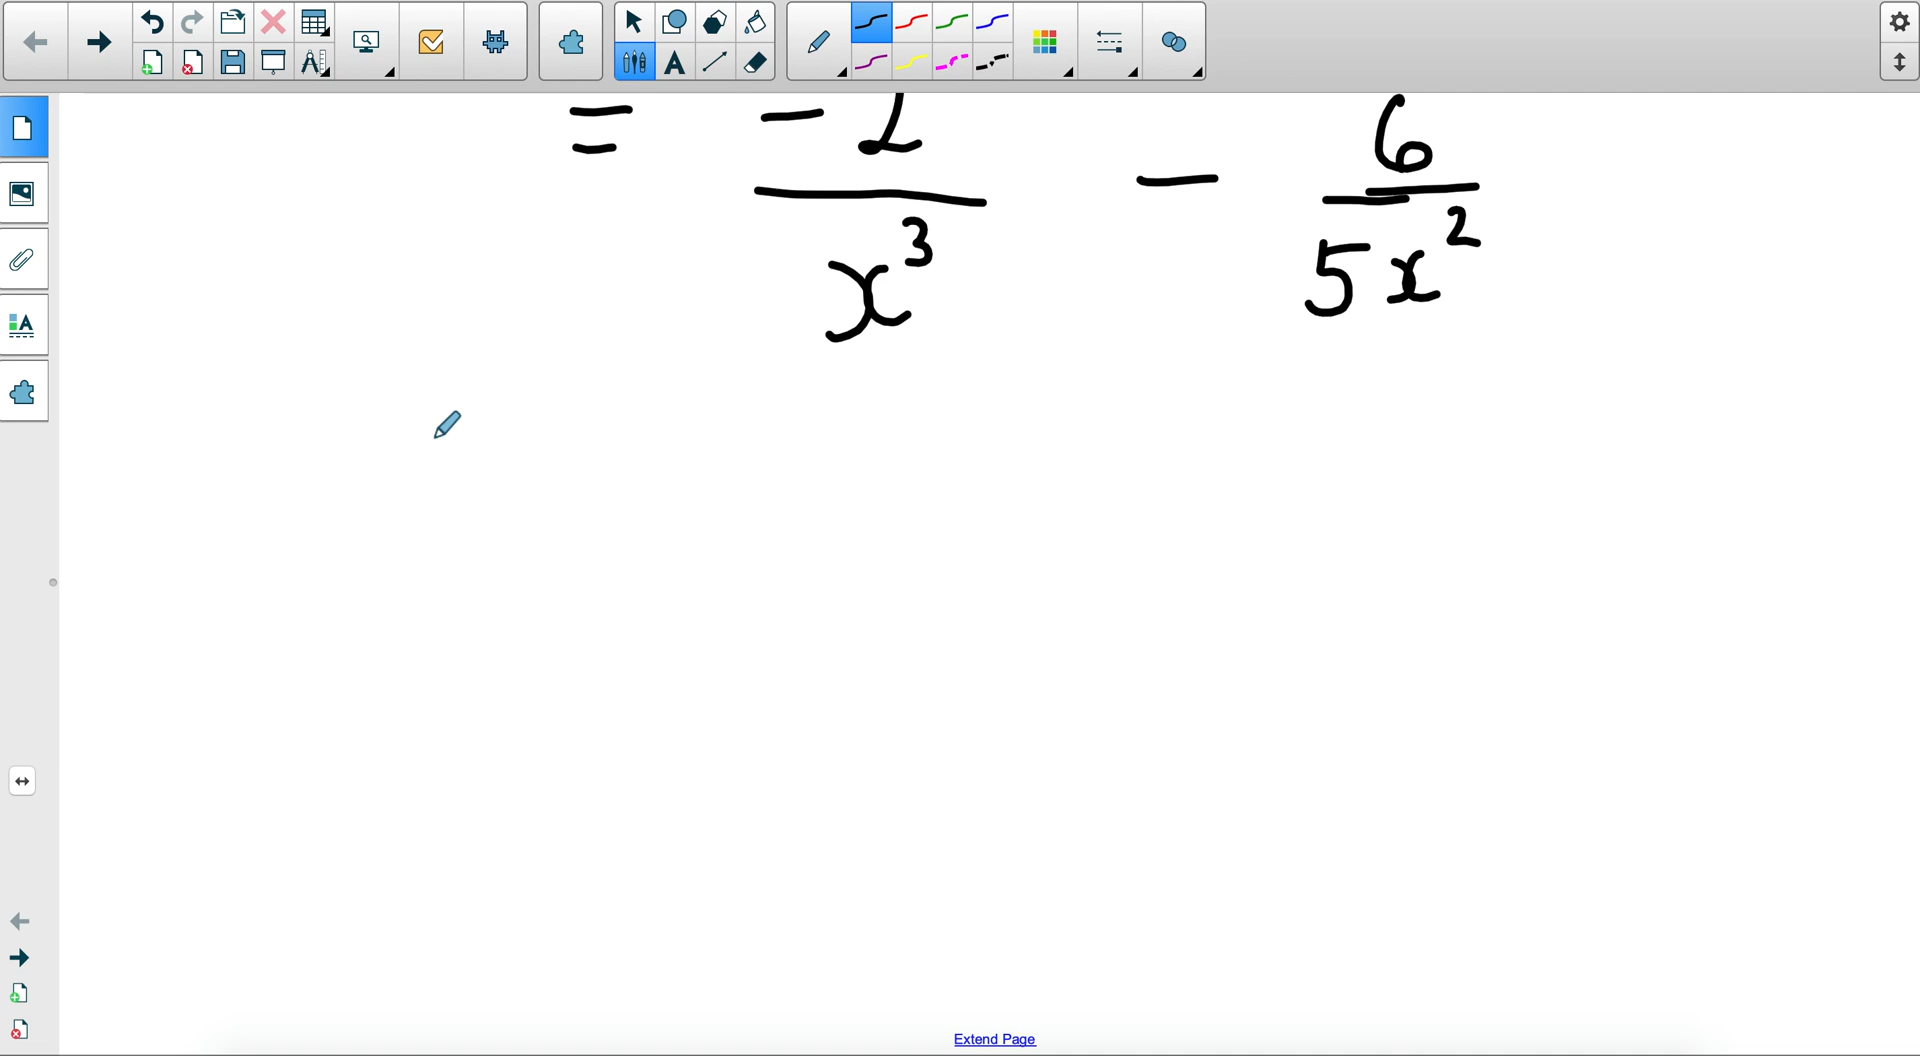 = -2/x³ - 6/5x²
Extend Page